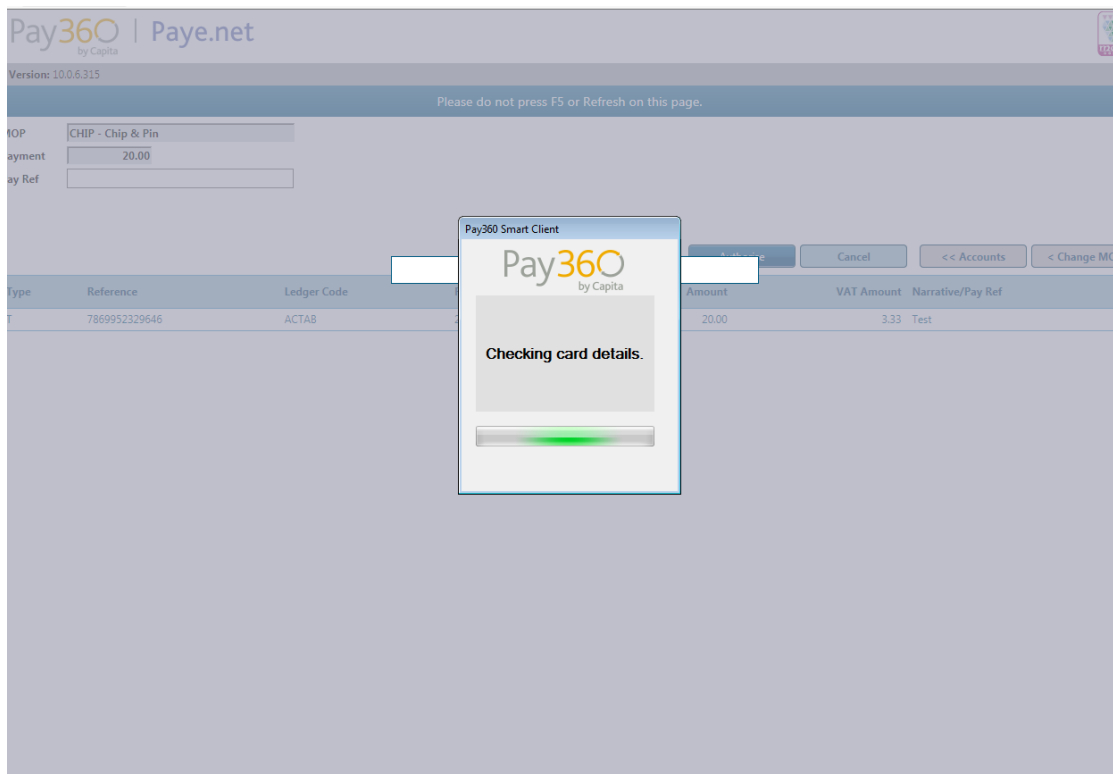 Pay360 | Paye.net
by Capita
Version: 10.0.6.315
Please do not press F5 or Refresh on this page.
MOP CHIP - Chip & Pin
ayment 20.00
ay Ref
Pay360 Smart Client
Pay360
by Capita
Authorise Cancel << Accounts < Change MO
Type Reference Ledger Code Amount VAT Amount Narrative/Pay Ref
T 7869952329646 ACTAB 2 20.00 3.33 Test
Checking card details.